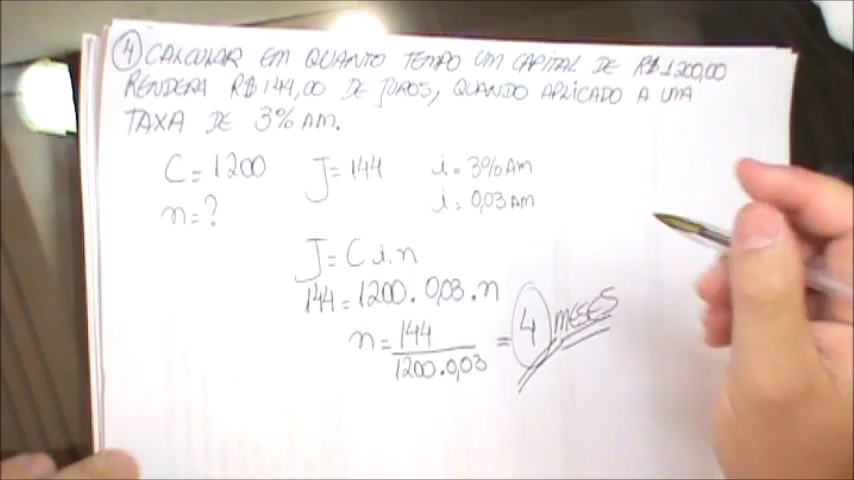 4 CALCULAR EM QUANTO TEMPO UM CAPITAL DE R$1200,00
RENDERA R$144,00 DE JUROS, QUANDO APLICADO A UMA
TAXA DE 3% AM.
C = 1200 J = 144 i = 3% AM
n = ? i = 0,03 AM
J = C i . n
144 = 1200 . 0,03 . n
n = 144 / 1200 . 0,03 = 4 MESES